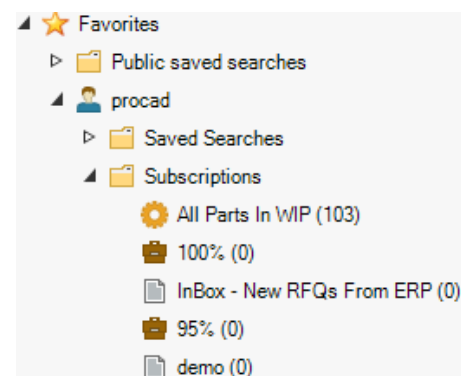 Favorites
Public saved searches
procad
Saved Searches
Subscriptions
All Parts In WIP (103)
100% (0)
InBox - New RFQs From ERP (0)
95% (0)
demo (0)